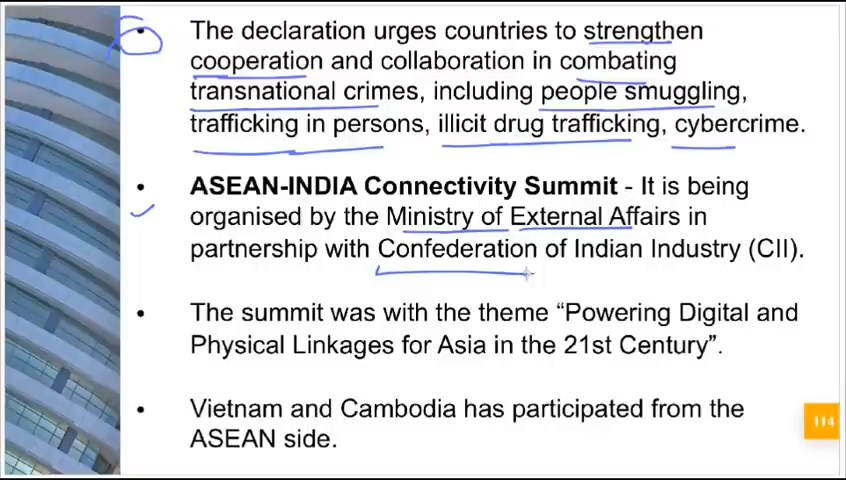 • The declaration urges countries to strengthen
cooperation and collaboration in combating
transnational crimes, including people smuggling,
trafficking in persons, illicit drug trafficking, cybercrime.
• ASEAN-INDIA Connectivity Summit - It is being
organised by the Ministry of External Affairs in
partnership with Confederation of Indian Industry (CII).
• The summit was with the theme “Powering Digital and
Physical Linkages for Asia in the 21st Century”.
• Vietnam and Cambodia has participated from the
ASEAN side.
114